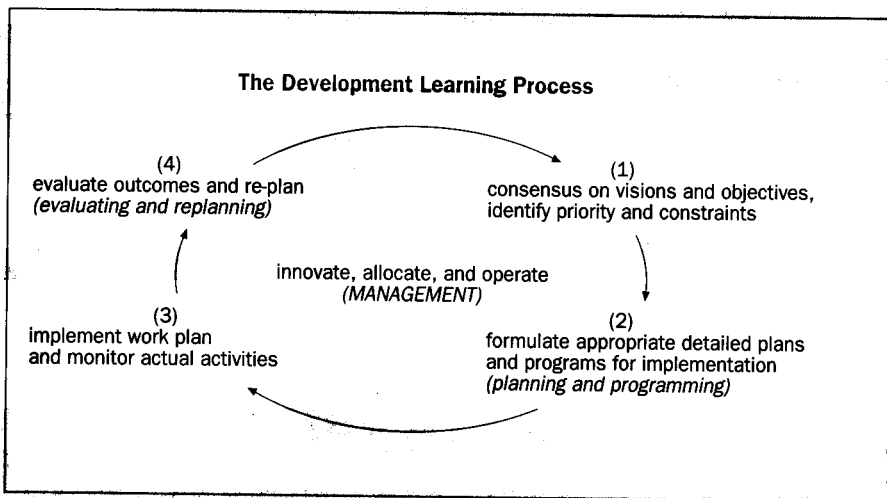 The Development Learning Process
(4)
evaluate outcomes and re-plan
(evaluating and replanning)
(1)
consensus on visions and objectives,
identify priority and constraints
innovate, allocate, and operate
(MANAGEMENT)
(3)
implement work plan
and monitor actual activities
(2)
formulate appropriate detailed plans
and programs for implementation
(planning and programming)